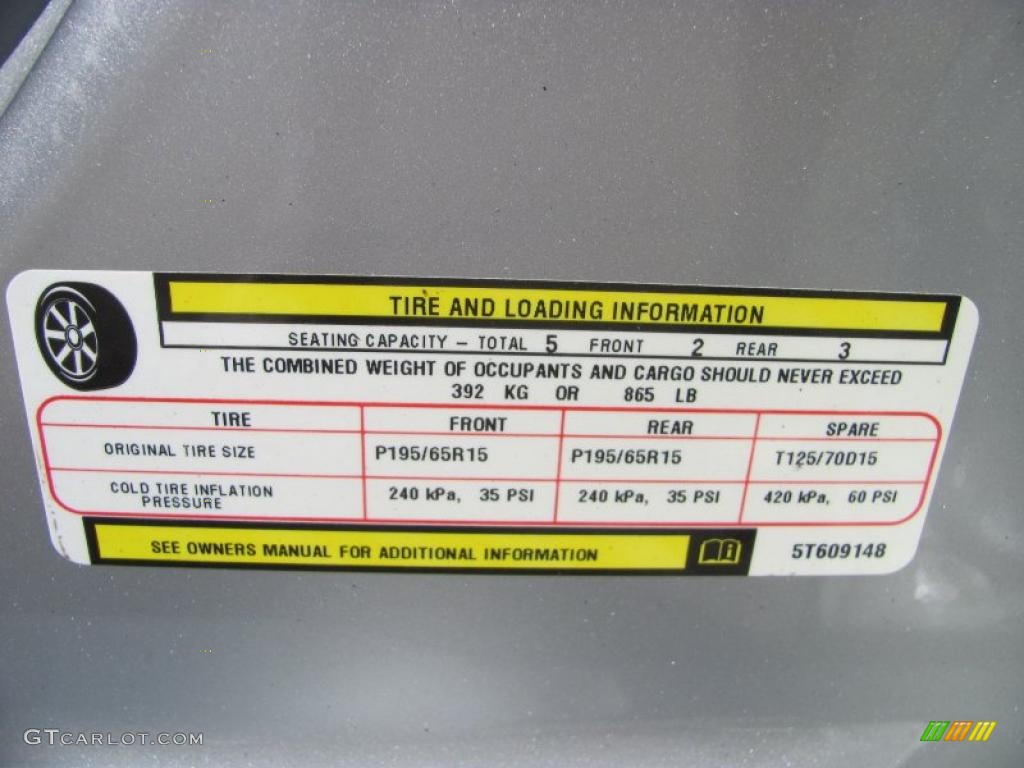 TIRE AND LOADING INFORMATION
SEATING CAPACITY – TOTAL 5 FRONT 2 REAR 3
THE COMBINED WEIGHT OF OCCUPANTS AND CARGO SHOULD NEVER EXCEED
392 KG OR 865 LB
TIRE FRONT REAR SPARE
ORIGINAL TIRE SIZE P195/65R15 P195/65R15 T125/70D15
COLD TIRE INFLATION PRESSURE 240 kPa, 35 PSI 240 kPa, 35 PSI 420 kPa, 60 PSI
SEE OWNERS MANUAL FOR ADDITIONAL INFORMATION
5T609148
GTCARLOT.COM